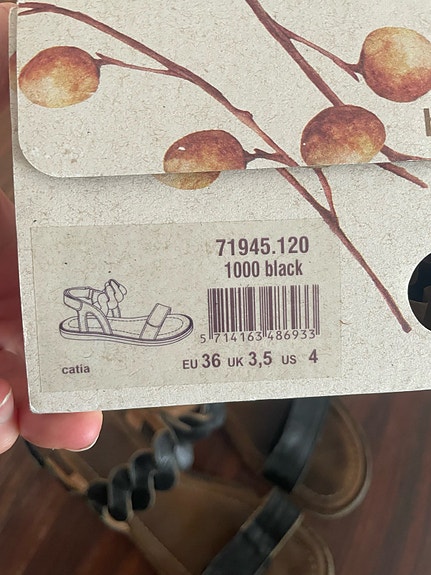 71945.120
1000 black
5 714163 486933
catia
EU 36 UK 3,5 US 4